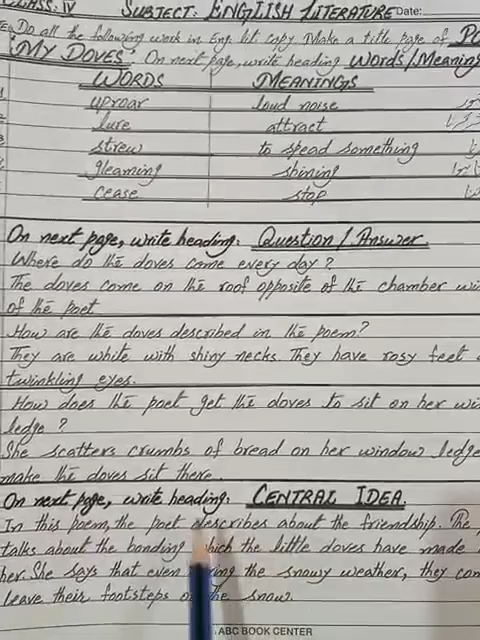 CLASS: IV SUBJECT: ENGLISH LITERATURE Date:
Do all the following work in Eng. lit. copy. Make a title page of
MY DOVES: On next page, write heading Words/Meaning
WORDS MEANINGS
uproar loud noise
lure attract
strew to spead something
gleaming shining
cease stop
On next page, write heading: Question/Answer.
Where do the doves come every day?
The doves come on the roof opposite of the chamber
of the poet
How are the doves described in the poem?
They are white with shiny necks. They have rosy feet
twinkling eyes.
How does the poet get the doves to sit on her
ledge?
She scatters crumbs of bread on her window ledge
make the doves sit there.
On next page, write heading: CENTRAL IDEA.
In this poem, the poet describes about the friendship. The
talks about the bonding which the little doves have made
her. She says that even the snowy weather, they
leave their footsteps the snow.
ABC BOOK CENTER